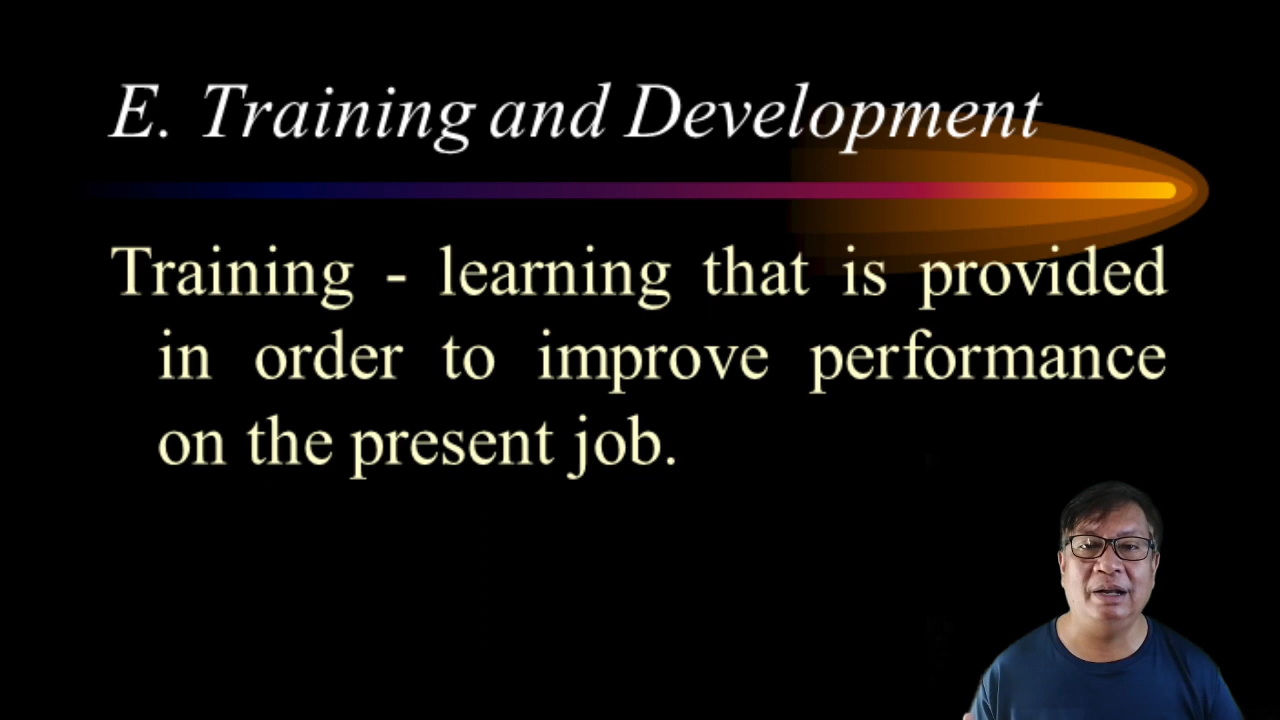 E. Training and Development
Training - learning that is provided
in order to improve performance
on the present job.